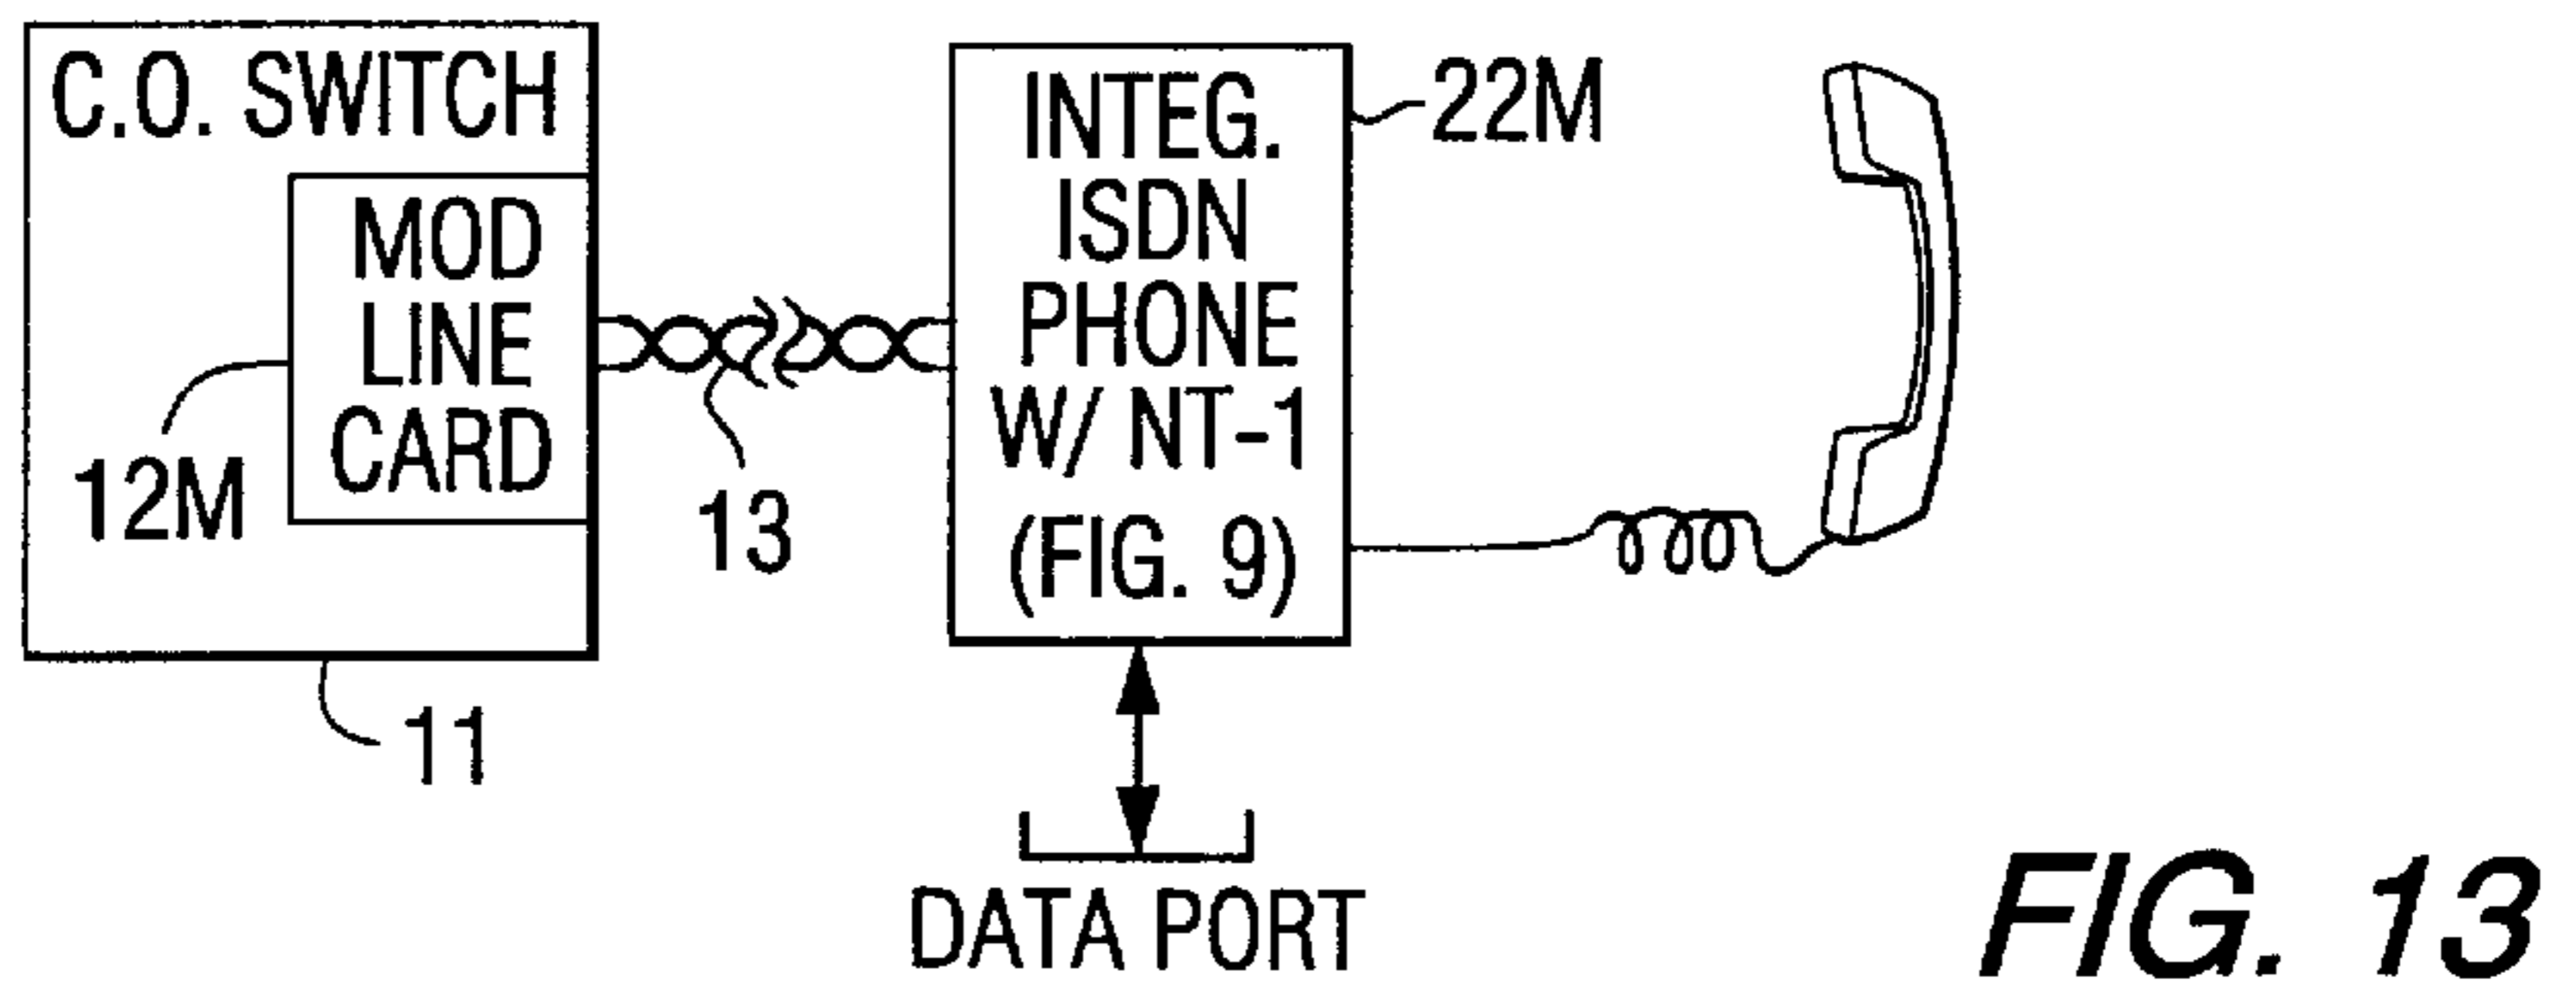 C.O. SWITCH
MOD
LINE
CARD
12M
11
13
INTEG.
ISDN
PHONE
W/ NT-1
(FIG. 9)
22M
DATA PORT
FIG. 13